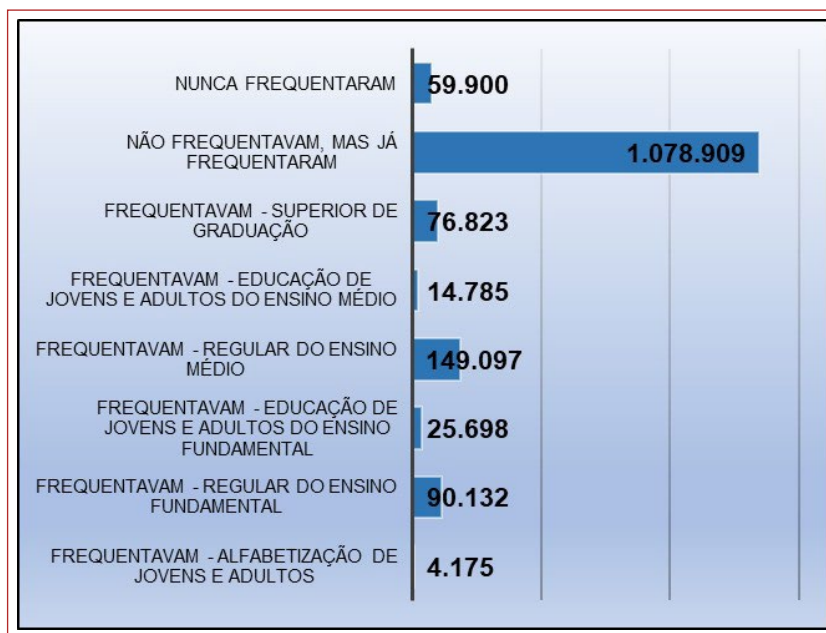 NUNCA FREQUENTARAM
59.900
NÃO FREQUENTAVAM, MAS JÁ
FREQUENTARAM
1.078.909
FREQUENTAVAM - SUPERIOR DE
GRADUAÇÃO
76.823
FREQUENTAVAM - EDUCAÇÃO DE
JOVENS E ADULTOS DO ENSINO MÉDIO
14.785
FREQUENTAVAM - REGULAR DO ENSINO
MÉDIO
149.097
FREQUENTAVAM - EDUCAÇÃO DE
JOVENS E ADULTOS DO ENSINO
FUNDAMENTAL
25.698
FREQUENTAVAM - REGULAR DO ENSINO
FUNDAMENTAL
90.132
FREQUENTAVAM - ALFABETIZAÇÃO DE
JOVENS E ADULTOS
4.175